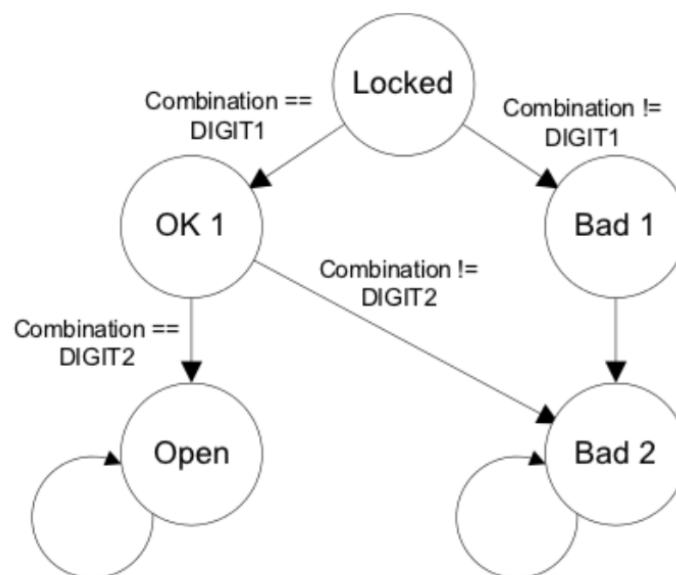 Locked
Combination ==
DIGIT1
Combination !=
DIGIT1
OK 1
Bad 1
Combination !=
DIGIT2
Combination ==
DIGIT2
Open
Bad 2